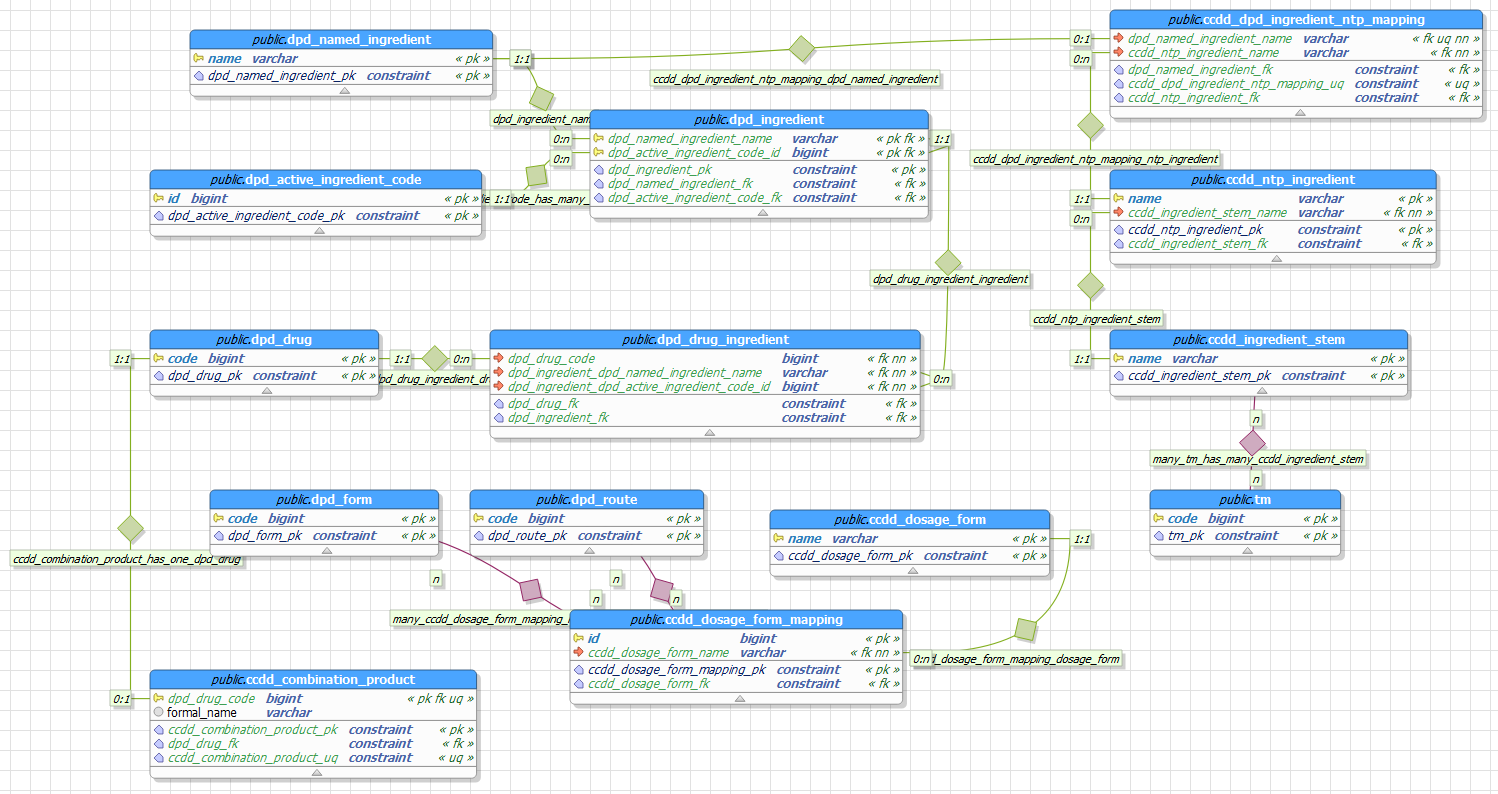 public.dpd_named_ingredient
name varchar « pk »
dpd_named_ingredient_pk constraint « pk »
public.ccdd_dpd_ingredient_ntp_mapping
dpd_named_ingredient_name varchar « fk uq nn »
ccdd_ntp_ingredient_name varchar « fk nn »
dpd_named_ingredient_fk constraint « fk »
ccdd_dpd_ingredient_ntp_mapping_uq constraint « uq »
ccdd_ntp_ingredient_fk constraint « fk »
1:1
0:1
0:n
ccdd_dpd_ingredient_ntp_mapping_dpd_named_ingredient
dpd_ingredient_nam
0:n
0:n
public.dpd_ingredient
dpd_named_ingredient_name varchar « pk fk »
dpd_active_ingredient_code_id bigint « pk fk »
dpd_ingredient_pk constraint « pk »
dpd_named_ingredient_fk constraint « fk »
dpd_active_ingredient_code_fk constraint « fk »
1:1
ccdd_dpd_ingredient_ntp_mapping_ntp_ingredient
public.dpd_active_ingredient_code
id bigint « pk »
dpd_active_ingredient_code_pk constraint « pk »
1:1
ode_has_many_
public.ccdd_ntp_ingredient
name varchar « pk »
ccdd_ingredient_stem_name varchar « fk nn »
ccdd_ntp_ingredient_pk constraint « pk »
ccdd_ingredient_stem_fk constraint « fk »
1:1
0:n
dpd_drug_ingredient_ingredient
ccdd_ntp_ingredient_stem
public.dpd_drug
code bigint « pk »
dpd_drug_pk constraint « pk »
1:1
1:1
0:n
pd_drug_ingredient_dr
public.dpd_drug_ingredient
dpd_drug_code bigint « fk nn »
dpd_ingredient_dpd_named_ingredient_name varchar « fk nn »
dpd_ingredient_dpd_active_ingredient_code_id bigint « fk nn »
dpd_drug_fk constraint « fk »
dpd_ingredient_fk constraint « fk »
0:n
1:1
public.ccdd_ingredient_stem
name varchar « pk »
ccdd_ingredient_stem_pk constraint « pk »
n
many_tm_has_many_ccdd_ingredient_stem
n
public.dpd_form
code bigint « pk »
dpd_form_pk constraint « pk »
public.dpd_route
code bigint « pk »
dpd_route_pk constraint « pk »
public.ccdd_dosage_form
name varchar « pk »
ccdd_dosage_form_pk constraint « pk »
1:1
public.tm
code bigint « pk »
tm_pk constraint « pk »
ccdd_combination_product_has_one_dpd_drug
n
n
n
n
many_ccdd_dosage_form_mapping_
public.ccdd_dosage_form_mapping
id bigint « pk »
ccdd_dosage_form_name varchar « fk nn »
ccdd_dosage_form_mapping_pk constraint « pk »
ccdd_dosage_form_fk constraint « fk »
0:n
d_dosage_form_mapping_dosage_form
0:1
public.ccdd_combination_product
dpd_drug_code bigint « pk fk uq »
formal_name varchar
ccdd_combination_product_pk constraint « pk »
dpd_drug_fk constraint « fk »
ccdd_combination_product_uq constraint « uq »